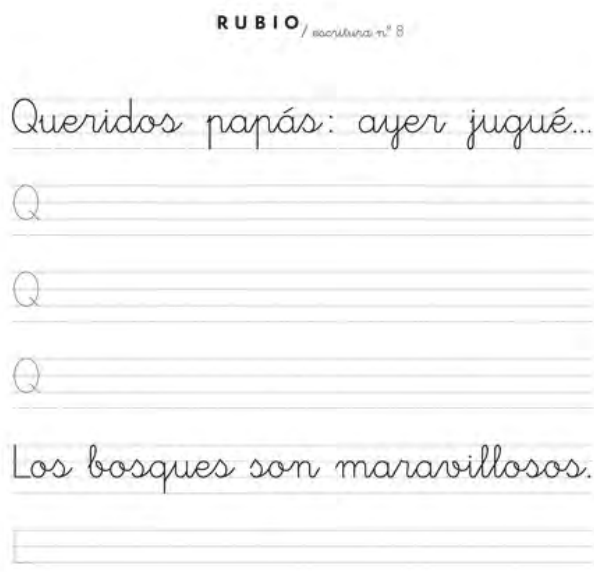 RUBIO/escritura nº 8
Queridos papás: ayer jugué...
Q
Q
Q
Los bosques son maravillosos.
L